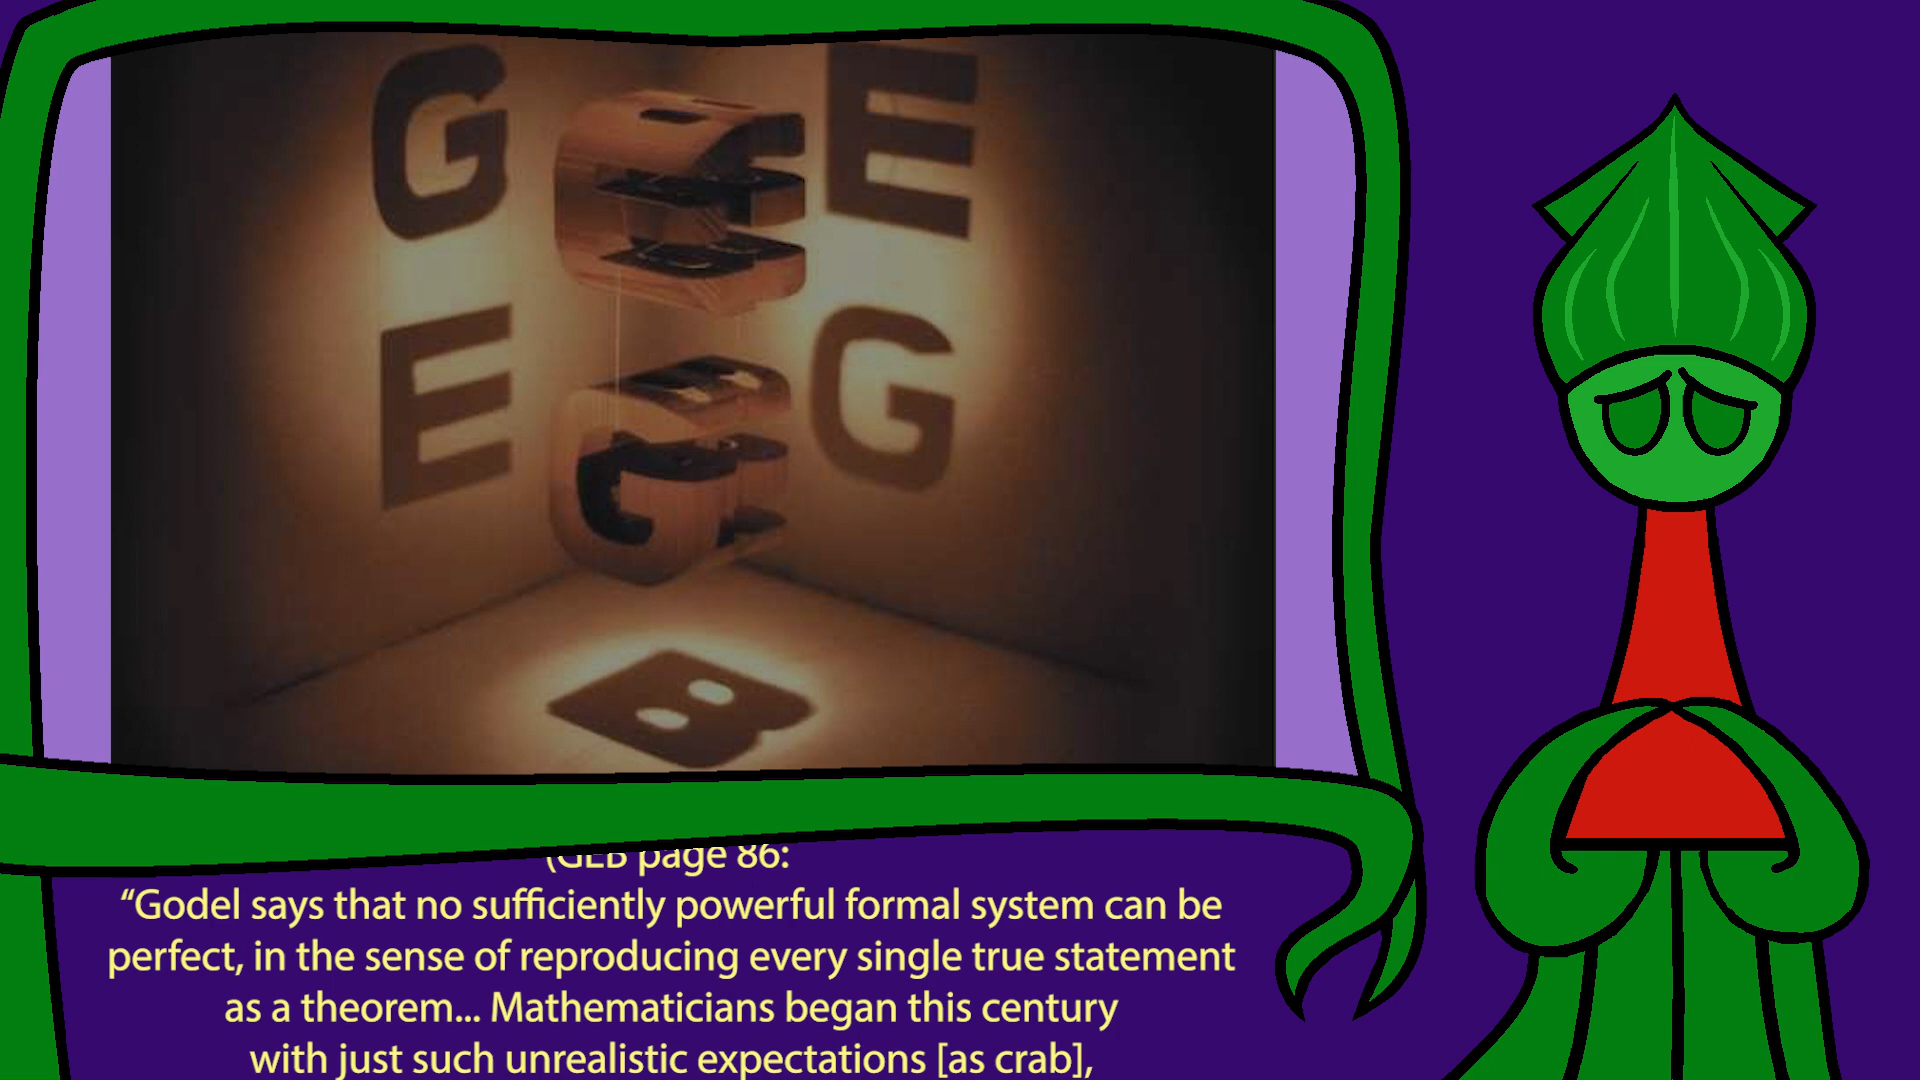 G E
E G
B
(GEB page 86:
“Godel says that no sufficiently powerful formal system can be
perfect, in the sense of reproducing every single true statement
as a theorem... Mathematicians began this century
with just such unrealistic expectations [as crab],